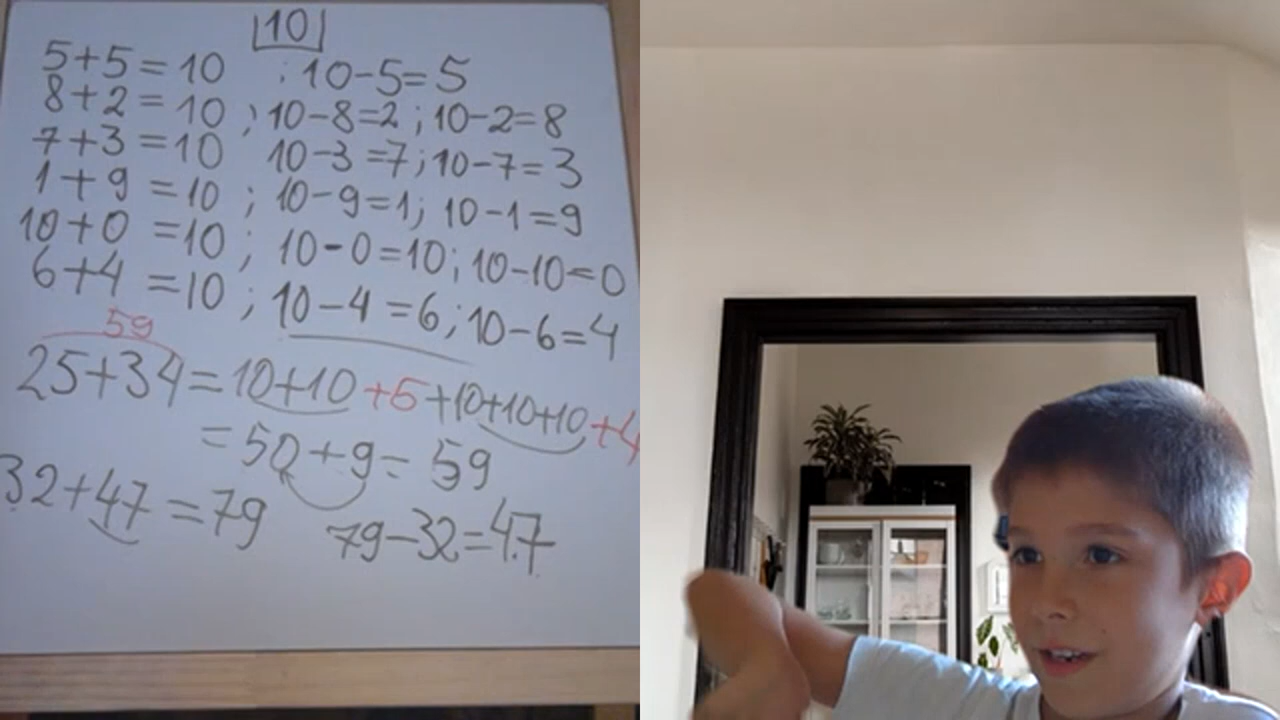 10
5+5=10 ; 10-5=5
8+2=10 ; 10-8=2 ; 10-2=8
7+3=10 10-3=7 ; 10-7=3
1+9=10 ; 10-9=1 ; 10-1=9
10+0=10 ; 10-0=10 ; 10-10=0
6+4=10 ; 10-4=6 ; 10-6=4
59
25+34=10+10+5+10+10+10+4
=50+9=59
32+47=79 79-32=47